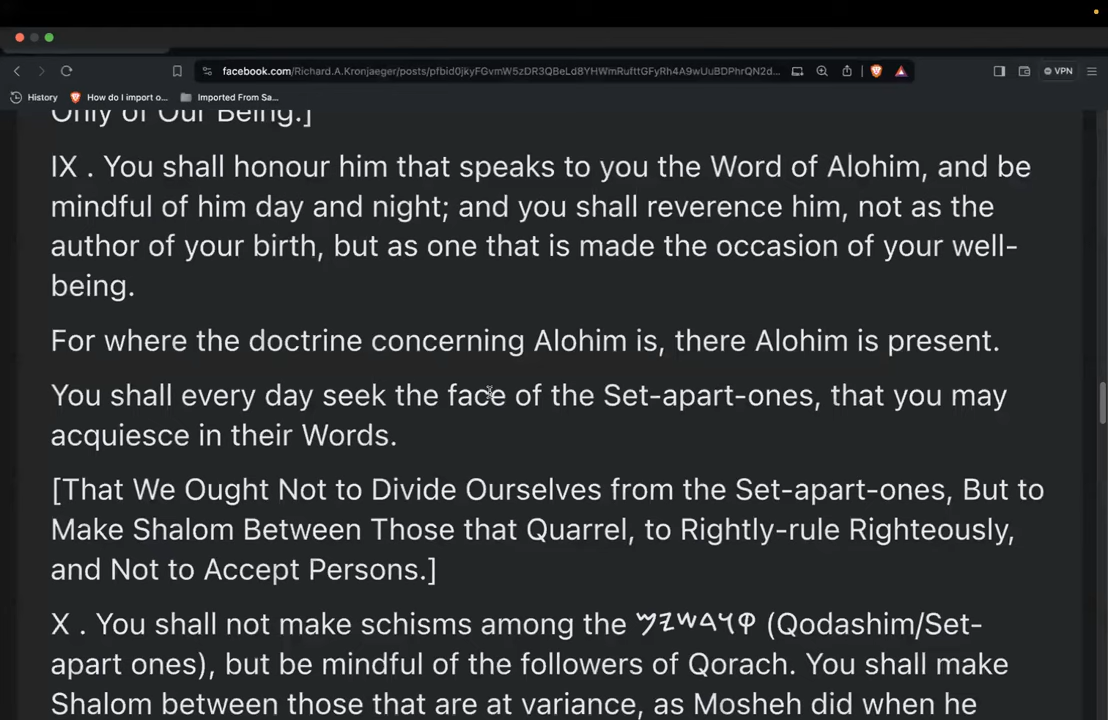 facebook.com/Richard.A.Kronjaeger/posts/pfbid0jkyFGvmW5zDR3QBeLd8YHWmRufttGFyRh4A9wUuBDPhrQN2d...
VPN
History How do I import o... Imported From Sa...
Only of Our Being.]
IX . You shall honour him that speaks to you the Word of Alohim, and be
mindful of him day and night; and you shall reverence him, not as the
author of your birth, but as one that is made the occasion of your well-
being.
For where the doctrine concerning Alohim is, there Alohim is present.
You shall every day seek the face of the Set-apart-ones, that you may
acquiesce in their Words.
[That We Ought Not to Divide Ourselves from the Set-apart-ones, But to
Make Shalom Between Those that Quarrel, to Rightly-rule Righteously,
and Not to Accept Persons.]
X . You shall not make schisms among the (Qodashim/Set-
apart ones), but be mindful of the followers of Qorach. You shall make
Shalom between those that are at variance, as Mosheh did when he